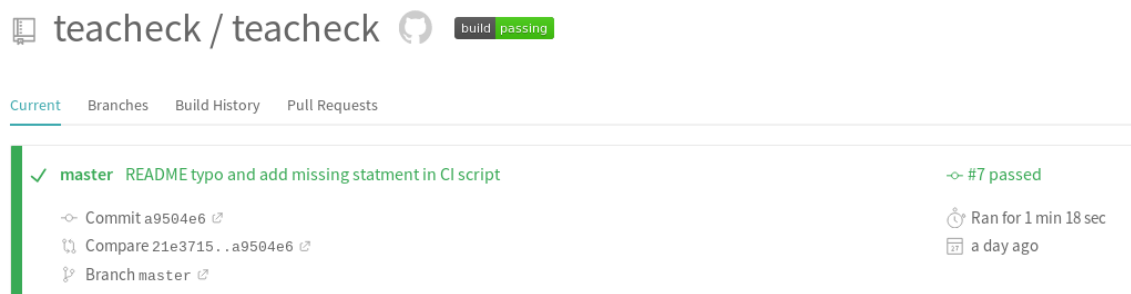 teacheck / teacheck build passing
Current Branches Build History Pull Requests
master README typo and add missing statment in CI script #7 passed
Commit a9504e6 Ran for 1 min 18 sec
Compare 21e3715..a9504e6 a day ago
27
Branch master